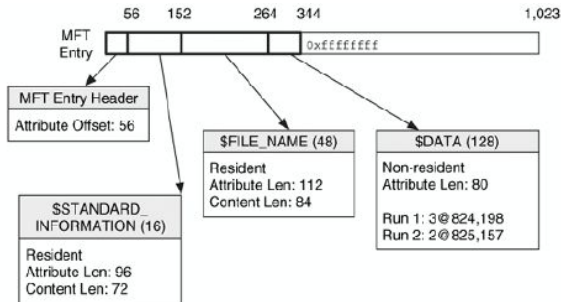 56 152 264 344 1,023
MFT
Entry
0xffffffff
MFT Entry Header
Attribute Offset: 56
$FILE_NAME (48)
Resident
Attribute Len: 112
Content Len: 84
$DATA (128)
Non-resident
Attribute Len: 80
Run 1: 3@824,198
Run 2: 2@825,157
$STANDARD_
INFORMATION (16)
Resident
Attribute Len: 96
Content Len: 72